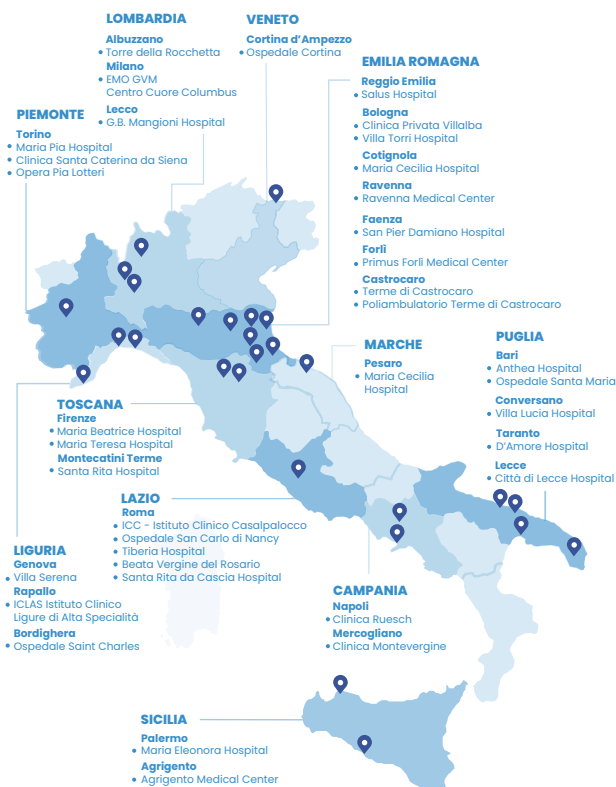 LOMBARDIA
Albuzzano
• Torre della Rocchetta
Milano
• EMO GVM
Centro Cuore Columbus
Lecco
• G.B. Mangioni Hospital
VENETO
Cortina d'Ampezzo
• Ospedale Cortina
EMILIA ROMAGNA
Reggio Emilia
• Salus Hospital
Bologna
• Clinica Privata Villalba
• Villa Torri Hospital
Cotignola
• Maria Cecilia Hospital
Ravenna
• Ravenna Medical Center
Faenza
• San Pier Damiano Hospital
Forlì
• Primus Forlì Medical Center
Castrocaro
• Terme di Castrocaro
• Poliambulatorio Terme di Castrocaro
PIEMONTE
Torino
• Maria Pia Hospital
• Clinica Santa Caterina da Siena
• Opera Pia Lotteri
MARCHE
Pesaro
• Maria Cecilia
Hospital
PUGLIA
Bari
• Anthea Hospital
• Ospedale Santa Maria
Conversano
• Villa Lucia Hospital
Taranto
• D'Amore Hospital
Lecce
• Città di Lecce Hospital
TOSCANA
Firenze
• Maria Beatrice Hospital
• Maria Teresa Hospital
Montecatini Terme
• Santa Rita Hospital
LAZIO
Roma
• ICC - Istituto Clinico Casalpalocco
• Ospedale San Carlo di Nancy
• Tiberia Hospital
• Beata Vergine del Rosario
• Santa Rita da Cascia Hospital
LIGURIA
Genova
• Villa Serena
Rapallo
• ICLAS Istituto Clinico
Ligure di Alta Specialità
Bordighera
• Ospedale Saint Charles
CAMPANIA
Napoli
• Clinica Ruesch
Mercogliano
• Clinica Montevergine
SICILIA
Palermo
• Maria Eleonora Hospital
Agrigento
• Agrigento Medical Center